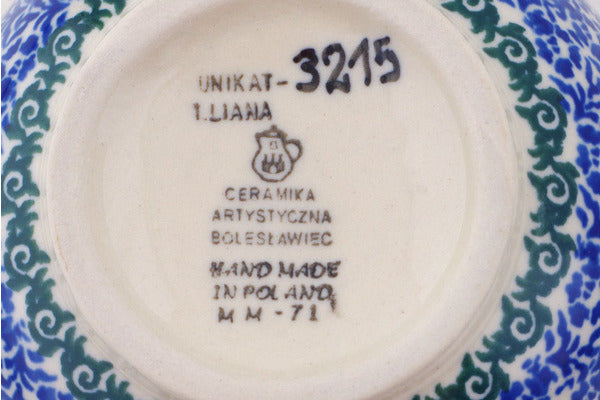 UNIKAT-3215
I.LIANA
CERAMIKA
ARTYSTYCZNA
BOLESŁAWIEC
HAND MADE
IN POLAND
MM-71